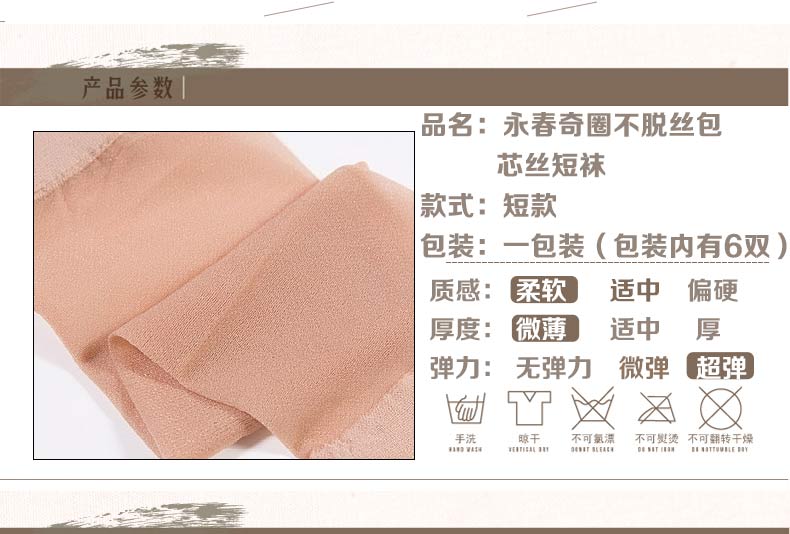 产品参数
品名：永春奇圈不脱丝包
芯丝短袜
款式：短款
包装：一包装（包装内有6双）
质感：柔软 适中 偏硬
厚度：微薄 适中 厚
弹力：无弹力 微弹 超弹
手洗 晾干 不可氯漂 不可熨烫 不可翻转干燥
HAND WASH VERTICAL DRY DONOT BLEACH DO NOT IRON DO NOTTUMBLE DRY